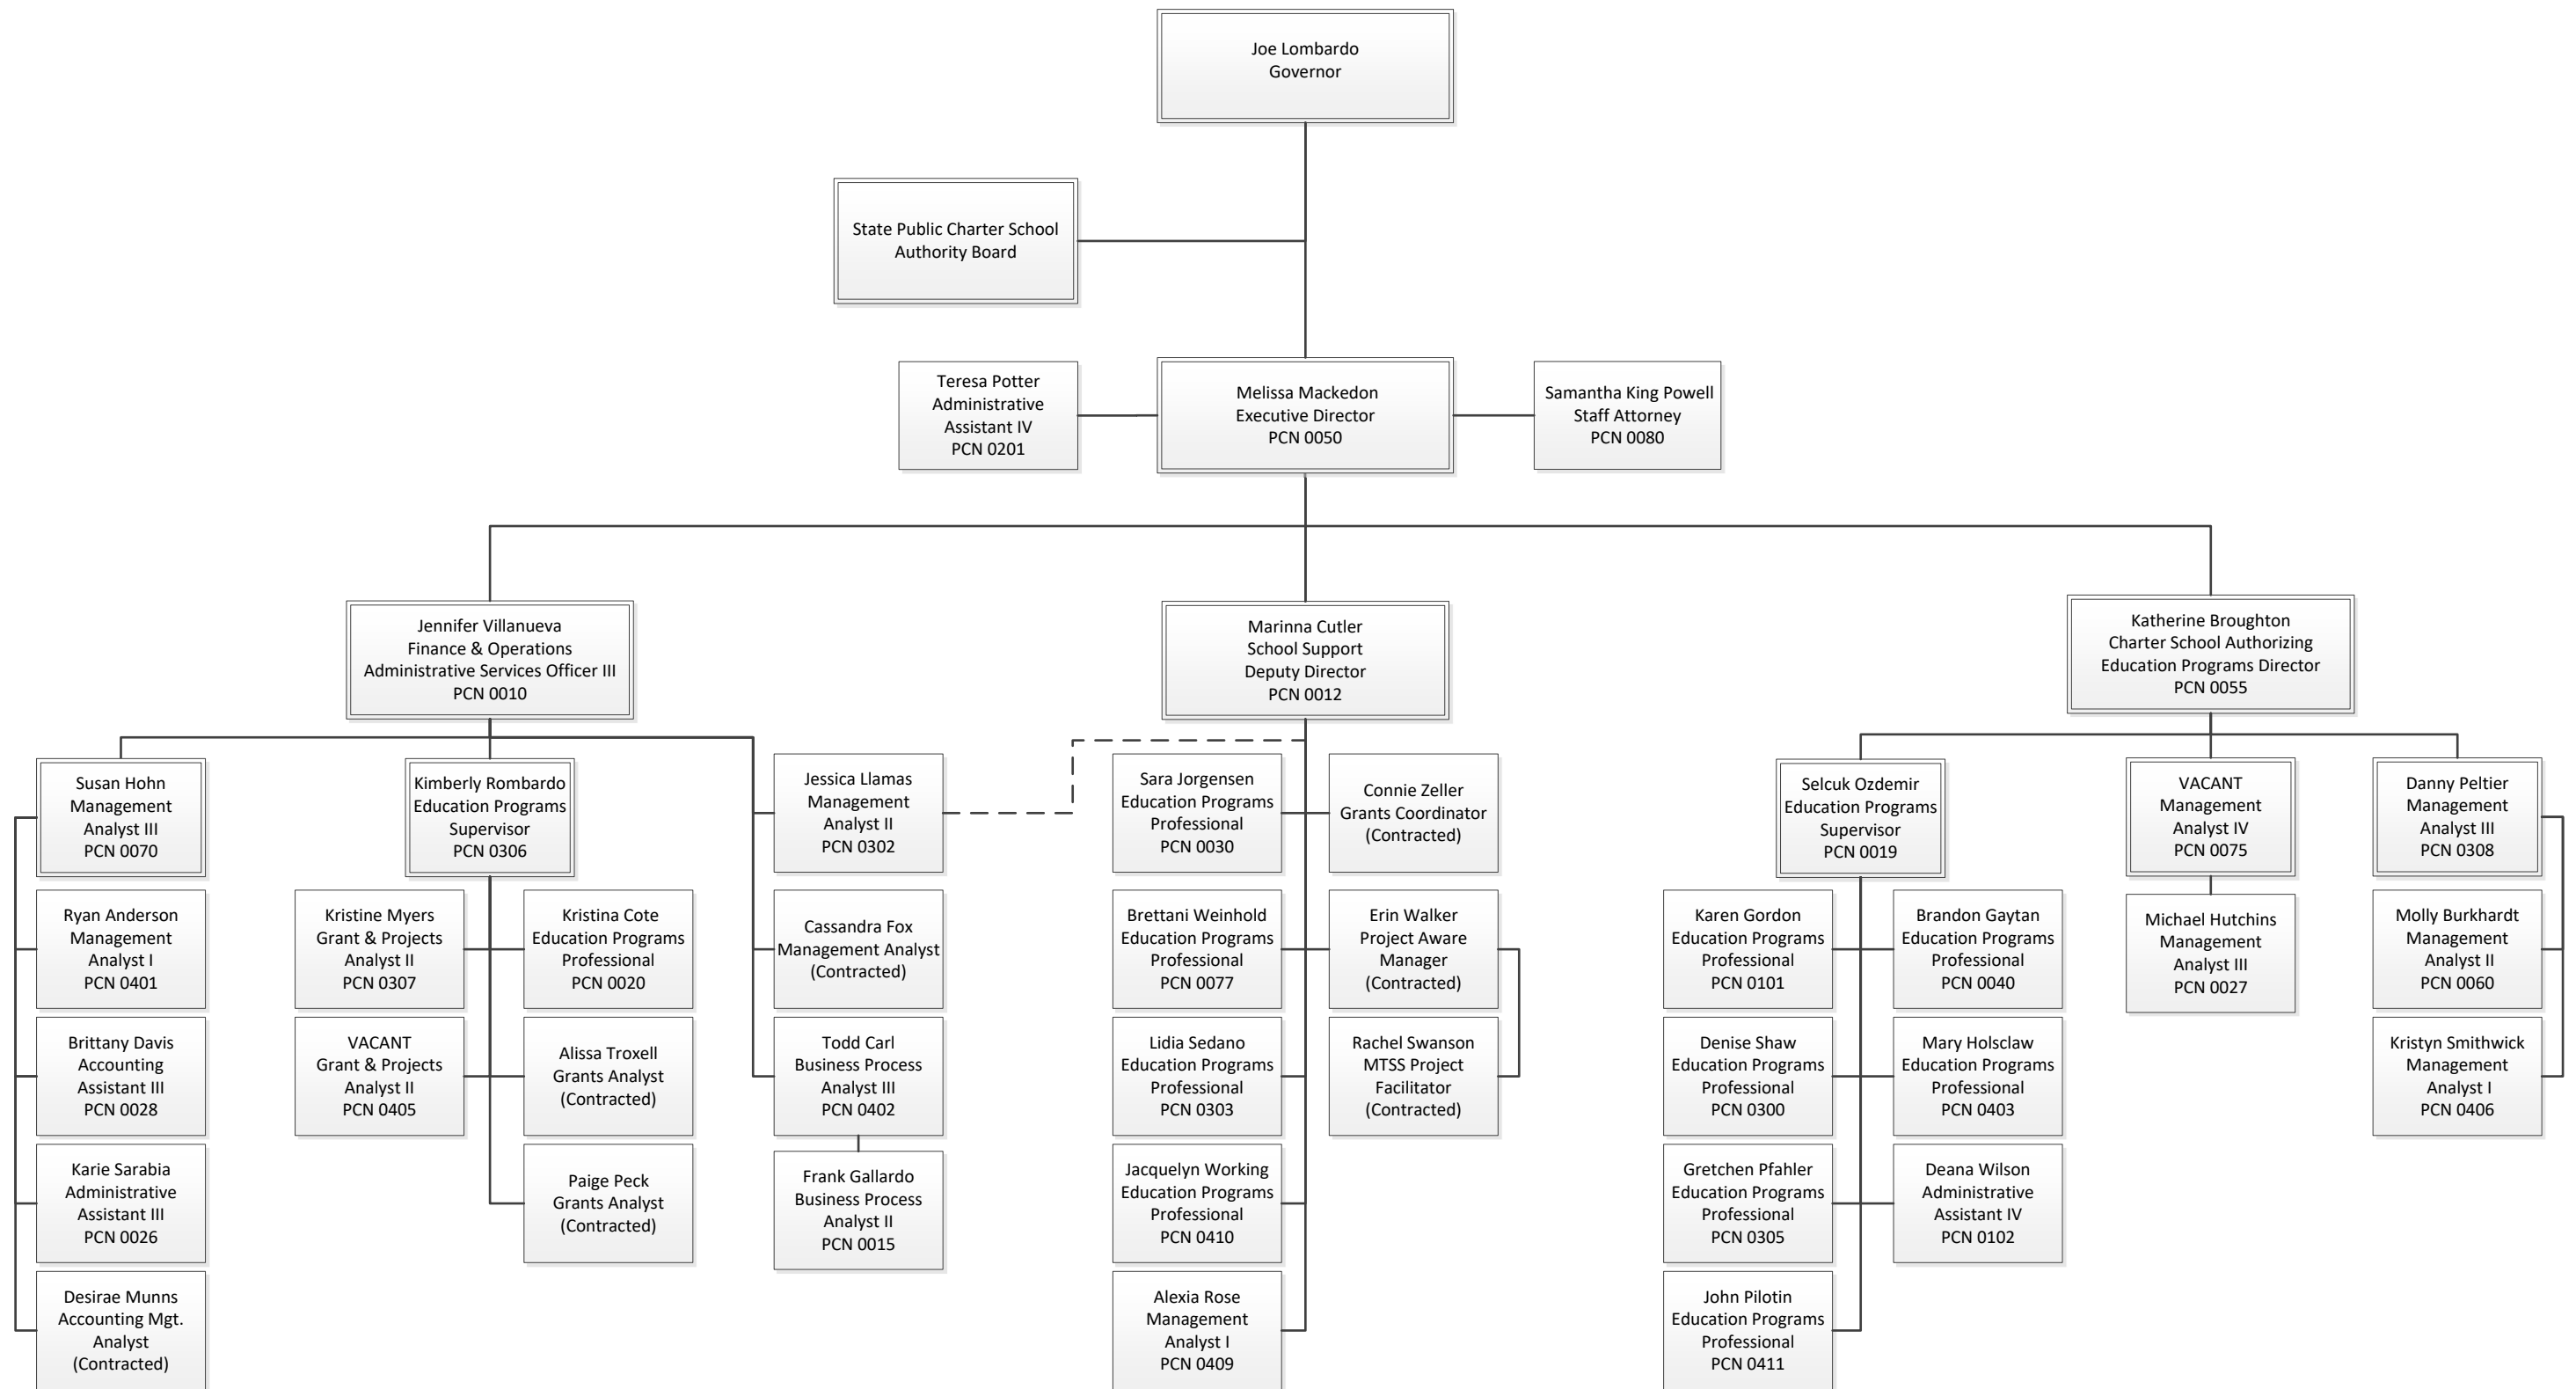 Joe Lombardo
Governor
State Public Charter School
Authority Board
Teresa Potter
Administrative
Assistant IV
PCN 0201
Melissa Mackedon
Executive Director
PCN 0050
Samantha King Powell
Staff Attorney
PCN 0080
Jennifer Villanueva
Finance & Operations
Administrative Services Officer III
PCN 0010
Marinna Cutler
School Support
Deputy Director
PCN 0012
Katherine Broughton
Charter School Authorizing
Education Programs Director
PCN 0055
Susan Hohn
Management
Analyst III
PCN 0070
Kimberly Rombardo
Education Programs
Supervisor
PCN 0306
Jessica Llamas
Management
Analyst II
PCN 0302
Sara Jorgensen
Education Programs
Professional
PCN 0030
Connie Zeller
Grants Coordinator
(Contracted)
Selcuk Ozdemir
Education Programs
Supervisor
PCN 0019
VACANT
Management
Analyst IV
PCN 0075
Danny Peltier
Management
Analyst III
PCN 0308
Ryan Anderson
Management
Analyst I
PCN 0401
Kristine Myers
Grant & Projects
Analyst II
PCN 0307
Kristina Cote
Education Programs
Professional
PCN 0020
Cassandra Fox
Management Analyst
(Contracted)
Brettani Weinhold
Education Programs
Professional
PCN 0077
Erin Walker
Project Aware
Manager
(Contracted)
Karen Gordon
Education Programs
Professional
PCN 0101
Brandon Gaytan
Education Programs
Professional
PCN 0040
Michael Hutchins
Management
Analyst III
PCN 0027
Molly Burkhardt
Management
Analyst II
PCN 0060
Brittany Davis
Accounting
Assistant III
PCN 0028
VACANT
Grant & Projects
Analyst II
PCN 0405
Alissa Troxell
Grants Analyst
(Contracted)
Todd Carl
Business Process
Analyst III
PCN 0402
Lidia Sedano
Education Programs
Professional
PCN 0303
Rachel Swanson
MTSS Project
Facilitator
(Contracted)
Denise Shaw
Education Programs
Professional
PCN 0300
Mary Holsclaw
Education Programs
Professional
PCN 0403
Kristyn Smithwick
Management
Analyst I
PCN 0406
Karie Sarabia
Administrative
Assistant III
PCN 0026
Paige Peck
Grants Analyst
(Contracted)
Frank Gallardo
Business Process
Analyst II
PCN 0015
Jacquelyn Working
Education Programs
Professional
PCN 0410
Gretchen Pfahler
Education Programs
Professional
PCN 0305
Deana Wilson
Administrative
Assistant IV
PCN 0102
Desirae Munns
Accounting Mgt.
Analyst
(Contracted)
Alexia Rose
Management
Analyst I
PCN 0409
John Pilotin
Education Programs
Professional
PCN 0411